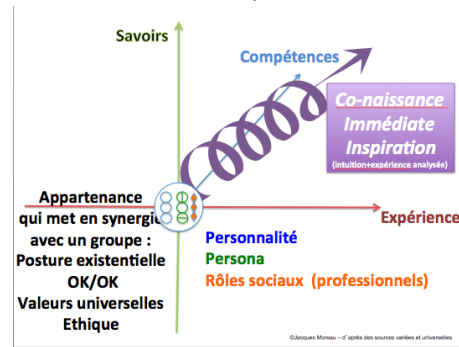 Savoirs
Compétences
Co-naissance
Immédiate
Inspiration
(intuition+expérience analysée)
Appartenance
qui met en synergie
avec un groupe :
Posture existentielle
OK/OK
Valeurs universelles
Ethique
Expérience
Personnalité
Persona
Rôles sociaux (professionnels)
©Jacques Moreau – d' après des sources variées et universelles